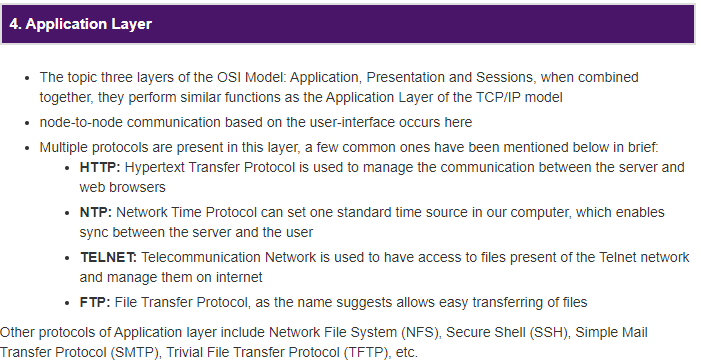 4. Application Layer
• The topic three layers of the OSI Model: Application, Presentation and Sessions, when combined
together, they perform similar functions as the Application Layer of the TCP/IP model
• node-to-node communication based on the user-interface occurs here
• Multiple protocols are present in this layer, a few common ones have been mentioned below in brief:
• HTTP: Hypertext Transfer Protocol is used to manage the communication between the server and
web browsers
• NTP: Network Time Protocol can set one standard time source in our computer, which enables
sync between the server and the user
• TELNET: Telecommunication Network is used to have access to files present of the Telnet network
and manage them on internet
• FTP: File Transfer Protocol, as the name suggests allows easy transferring of files
Other protocols of Application layer include Network File System (NFS), Secure Shell (SSH), Simple Mail
Transfer Protocol (SMTP), Trivial File Transfer Protocol (TFTP), etc.